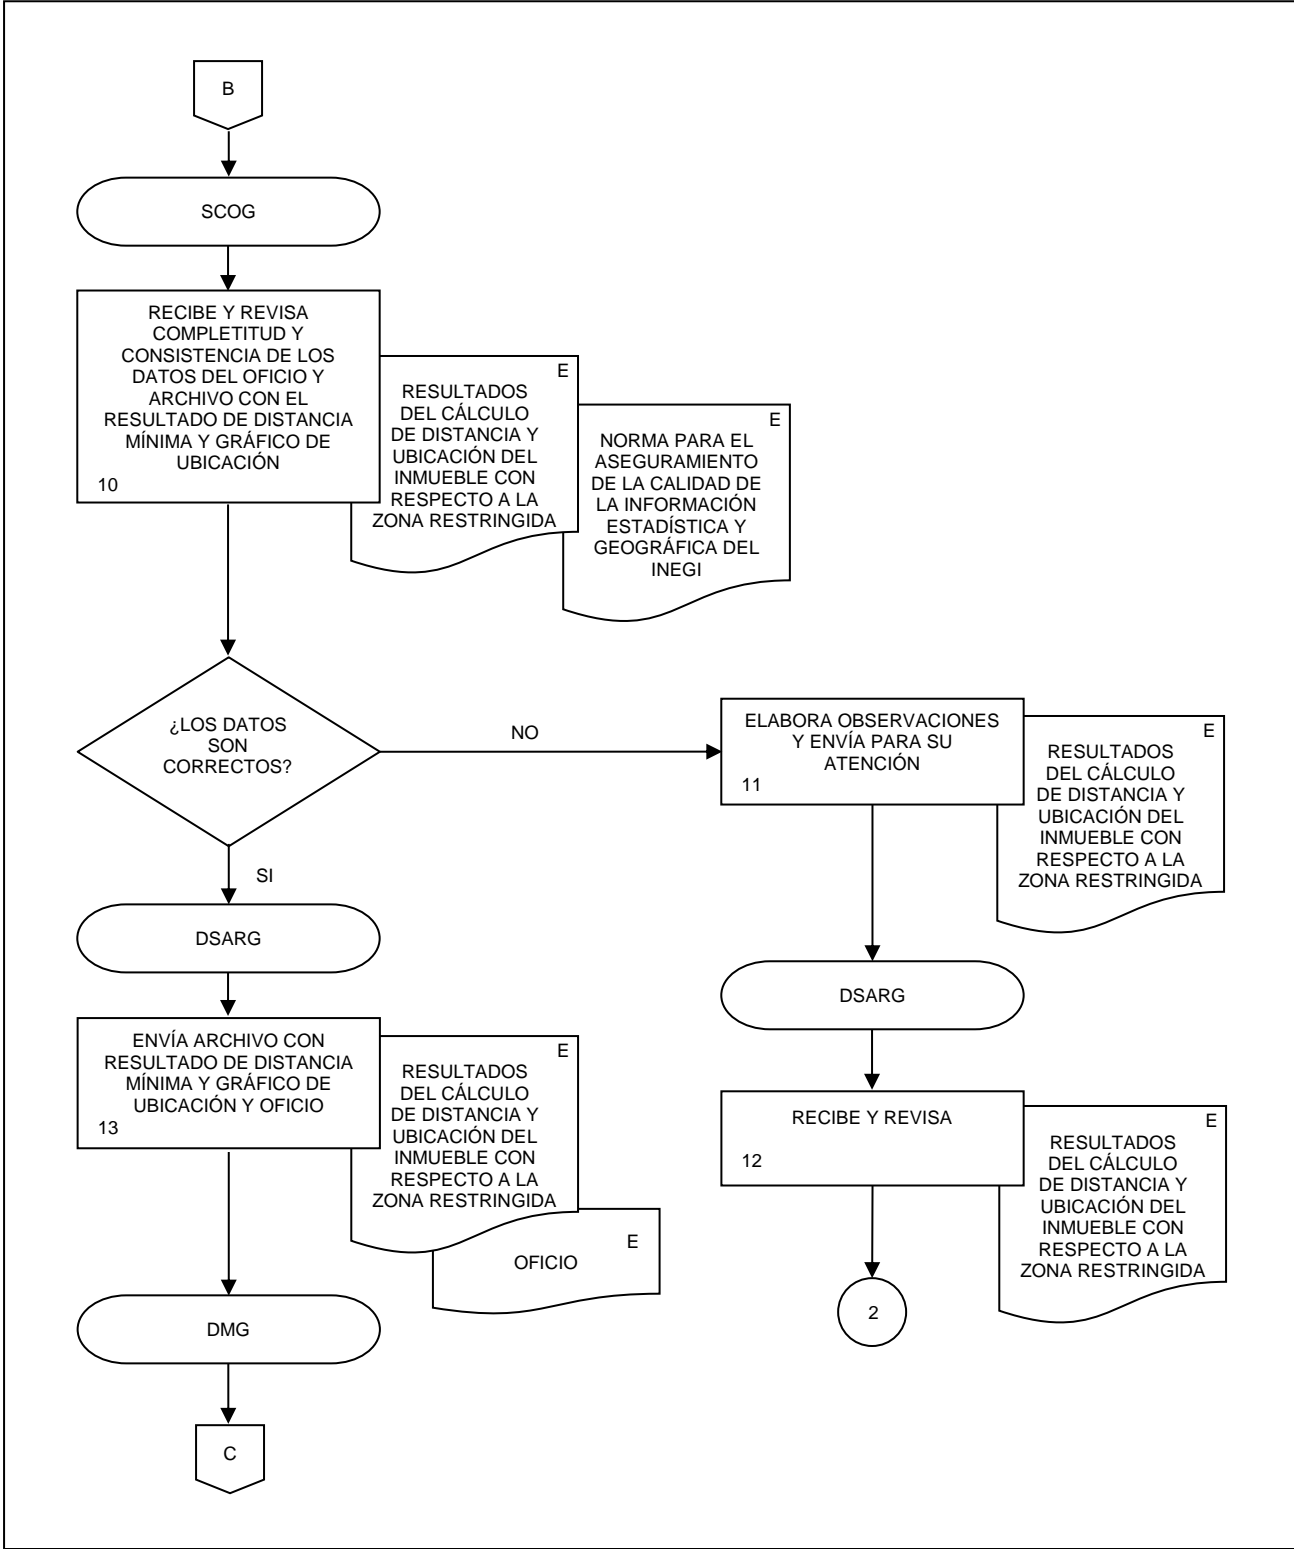 B
SCOG
RECIBE Y REVISA
COMPLETITUD Y
CONSISTENCIA DE LOS
DATOS DEL OFICIO Y
ARCHIVO CON EL
RESULTADO DE DISTANCIA
MÍNIMA Y GRÁFICO DE
UBICACIÓN
10
E
RESULTADOS
DEL CÁLCULO
DE DISTANCIA Y
UBICACIÓN DEL
INMUEBLE CON
RESPECTO A LA
ZONA RESTRINGIDA
E
NORMA PARA EL
ASEGURAMIENTO
DE LA CALIDAD DE
LA INFORMACIÓN
ESTADÍSTICA Y
GEOGRÁFICA DEL
INEGI
¿LOS DATOS
SON
CORRECTOS?
NO
ELABORA OBSERVACIONES
Y ENVÍA PARA SU
ATENCIÓN
11
E
RESULTADOS
DEL CÁLCULO
DE DISTANCIA Y
UBICACIÓN DEL
INMUEBLE CON
RESPECTO A LA
ZONA RESTRINGIDA
SI
DSARG
DSARG
ENVÍA ARCHIVO CON
RESULTADO DE DISTANCIA
MÍNIMA Y GRÁFICO DE
UBICACIÓN Y OFICIO
13
E
RESULTADOS
DEL CÁLCULO
DE DISTANCIA Y
UBICACIÓN DEL
INMUEBLE CON
RESPECTO A LA
ZONA RESTRINGIDA
E
OFICIO
RECIBE Y REVISA
12
E
RESULTADOS
DEL CÁLCULO
DE DISTANCIA Y
UBICACIÓN DEL
INMUEBLE CON
RESPECTO A LA
ZONA RESTRINGIDA
2
DMG
C